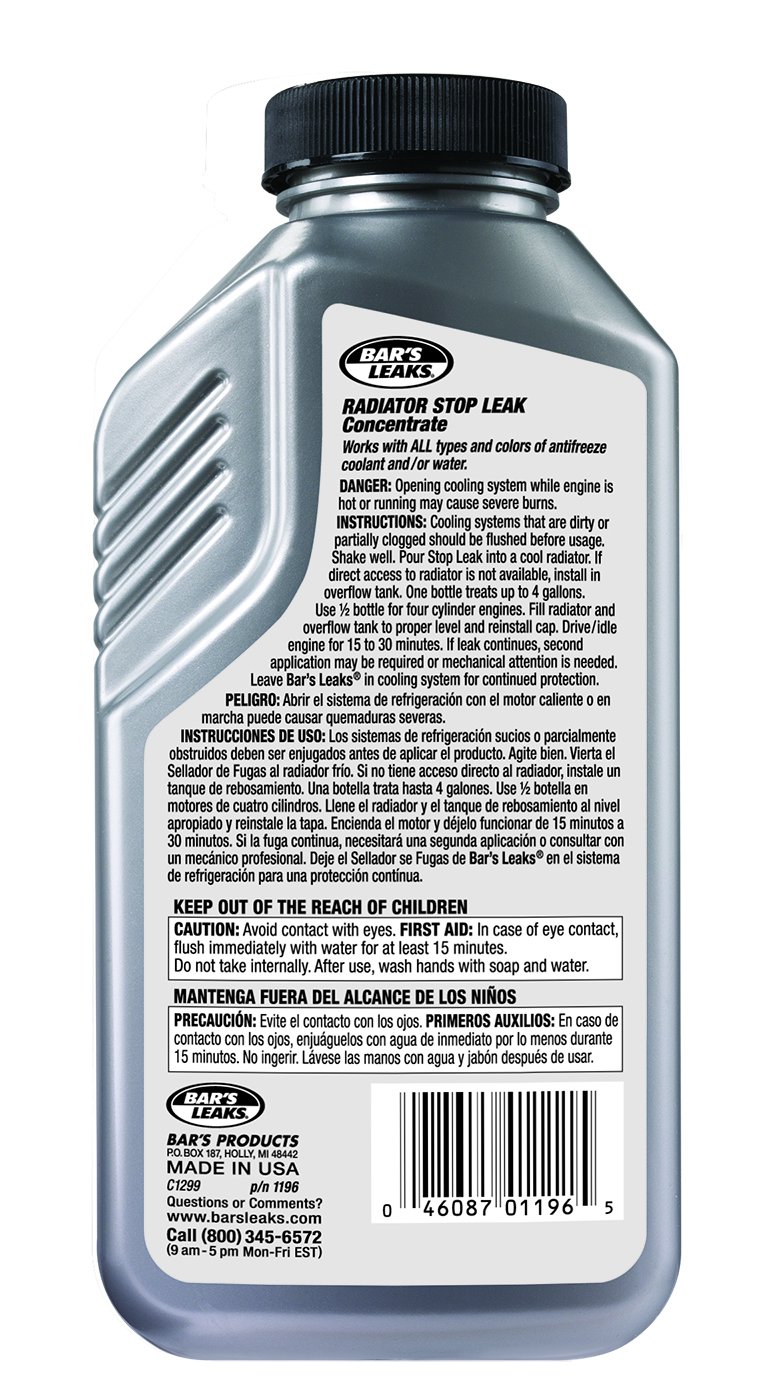 BAR'S
LEAKS®
RADIATOR STOP LEAK
Concentrate
Works with ALL types and colors of antifreeze
coolant and/or water.
DANGER: Opening cooling system while engine is
hot or running may cause severe burns.
INSTRUCTIONS: Cooling systems that are dirty or
partially clogged should be flushed before usage.
Shake well. Pour Stop Leak into a cool radiator. If
direct access to radiator is not available, install in
overflow tank. One bottle treats up to 4 gallons.
Use ½ bottle for four cylinder engines. Fill radiator and
overflow tank to proper level and reinstall cap. Drive/idle
engine for 15 to 30 minutes. If leak continues, second
application may be required or mechanical attention is needed.
Leave Bar's Leaks® in cooling system for continued protection.
PELIGRO: Abrir el sistema de refrigeración con el motor caliente o en
marcha puede causar quemaduras severas.
INSTRUCCIONES DE USO: Los sistemas de refrigeración sucios o parcialmente
obstruidos deben ser enjugados antes de aplicar el producto. Agite bien. Vierta el
Sellador de Fugas al radiador frío. Si no tiene acceso directo al radiador, instale un
tanque de rebosamiento. Una botella trata hasta 4 galones. Use ½ botella en
motores de cuatro cilindros. Llene el radiador y el tanque de rebosamiento al nivel
apropiado y reinstale la tapa. Encienda el motor y déjelo funcionar de 15 minutos a
30 minutos. Si la fuga continua, necesitará una segunda aplicación o consultar con
un mecánico profesional. Deje el Sellador se Fugas de Bar's Leaks® en el sistema
de refrigeración para una protección contínua.
KEEP OUT OF THE REACH OF CHILDREN
CAUTION: Avoid contact with eyes. FIRST AID: In case of eye contact,
flush immediately with water for at least 15 minutes.
Do not take internally. After use, wash hands with soap and water.
MANTENGA FUERA DEL ALCANCE DE LOS NIÑOS
PRECAUCIÓN: Evite el contacto con los ojos. PRIMEROS AUXILIOS: En caso de
contacto con los ojos, enjuáguelos con agua de inmediato por lo menos durante
15 minutos. No ingerir. Lávese las manos con agua y jabón después de usar.
BAR'S
LEAKS®
BAR'S PRODUCTS
P.O. BOX 187, HOLLY, MI 48442
MADE IN USA
C1299 p/n 1196
Questions or Comments?
www.barsleaks.com
Call (800) 345-6572
(9 am - 5 pm Mon-Fri EST)
0 46087 01196 5